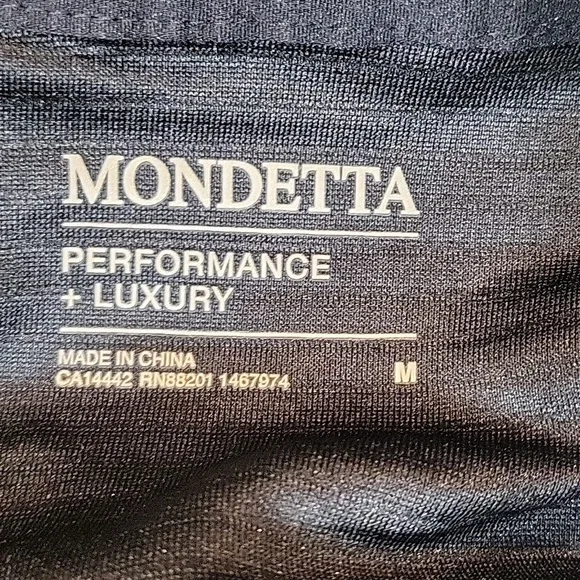 MONDETTA
PERFORMANCE
+ LUXURY
MADE IN CHINA
CA14442 RN88201 1467974 M